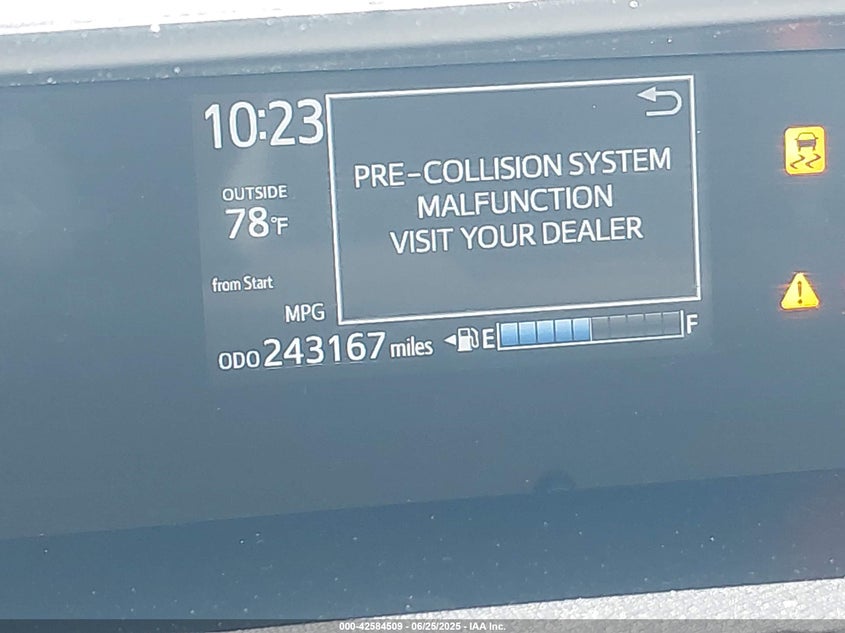 10:23
OUTSIDE
78°F
from Start
MPG
PRE-COLLISION SYSTEM
MALFUNCTION
VISIT YOUR DEALER
ODO 243167 miles
E F
000-42584509 - 06/25/2025 - IAA Inc.